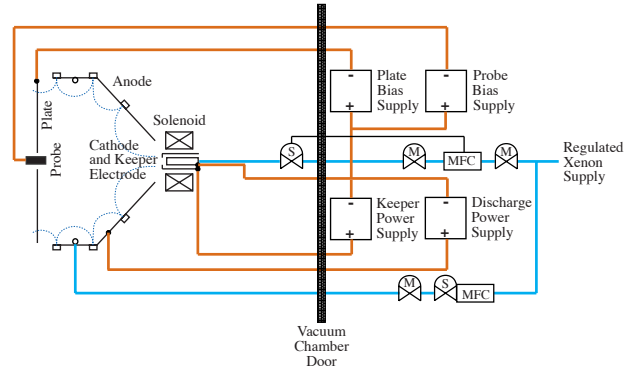 Plate
Bias
Supply
-
+
Probe
Bias
Supply
-
+
Anode
Plate
Solenoid
Cathode
and Keeper
Electrode
Probe
S
M
MFC
M
Regulated
Xenon
Supply
-
+
Keeper
Power
Supply
-
+
Discharge
Power
Supply
M
S
MFC
Vacuum
Chamber
Door